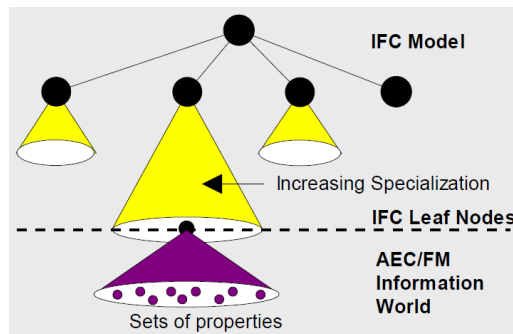 IFC Model
Increasing Specialization
IFC Leaf Nodes
AEC/FM
Information
World
Sets of properties